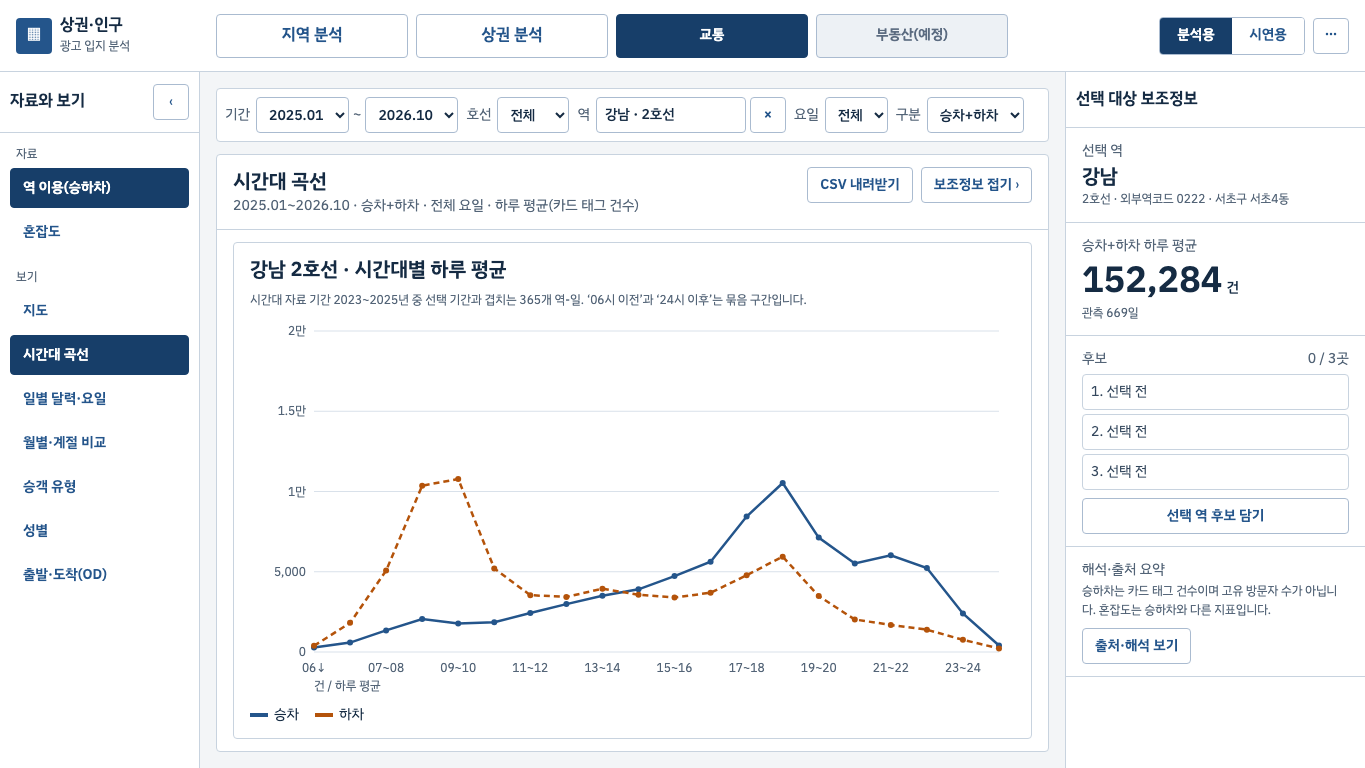 ▦
상권·인구
광고 입지 분석
지역 분석
상권 분석
교통
부동산(예정)
분석용
시연용
···
자료와 보기
‹
자료
역 이용(승하차)
혼잡도
보기
지도
시간대 곡선
일별 달력·요일
월별·계절 비교
승객 유형
성별
출발·도착(OD)
기간 2025.01 ~ 2026.10 호선 전체 역 강남 · 2호선 × 요일 전체 구분 승차+하차
시간대 곡선
2025.01~2026.10 · 승차+하차 · 전체 요일 · 하루 평균(카드 태그 건수)
CSV 내려받기
보조정보 접기 ›
강남 2호선 · 시간대별 하루 평균
시간대 자료 기간 2023~2025년 중 선택 기간과 겹치는 365개 역-일. ‘06시 이전’과 ‘24시 이후’는 묶음 구간입니다.
2만
1.5만
1만
5,000
0
06↓ 07~08 09~10 11~12 13~14 15~16 17~18 19~20 21~22 23~24
건 / 하루 평균
승차 하차
선택 대상 보조정보
선택 역
강남
2호선 · 외부역코드 0222 · 서초구 서초4동
승차+하차 하루 평균
152,284 건
관측 669일
후보 0 / 3곳
1. 선택 전
2. 선택 전
3. 선택 전
선택 역 후보 담기
해석·출처 요약
승하차는 카드 태그 건수이며 고유 방문자 수가 아닙니
다. 혼잡도는 승하차와 다른 지표입니다.
출처·해석 보기